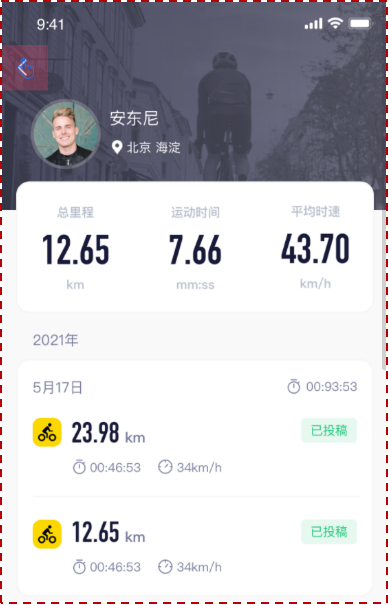 9:41
安东尼
北京 海淀
总里程 运动时间 平均时速
12.65 7.66 43.70
km mm:ss km/h
2021年
5月17日 00:93:53
23.98 km 已投稿
00:46:53 34km/h
12.65 km 已投稿
00:46:53 34km/h